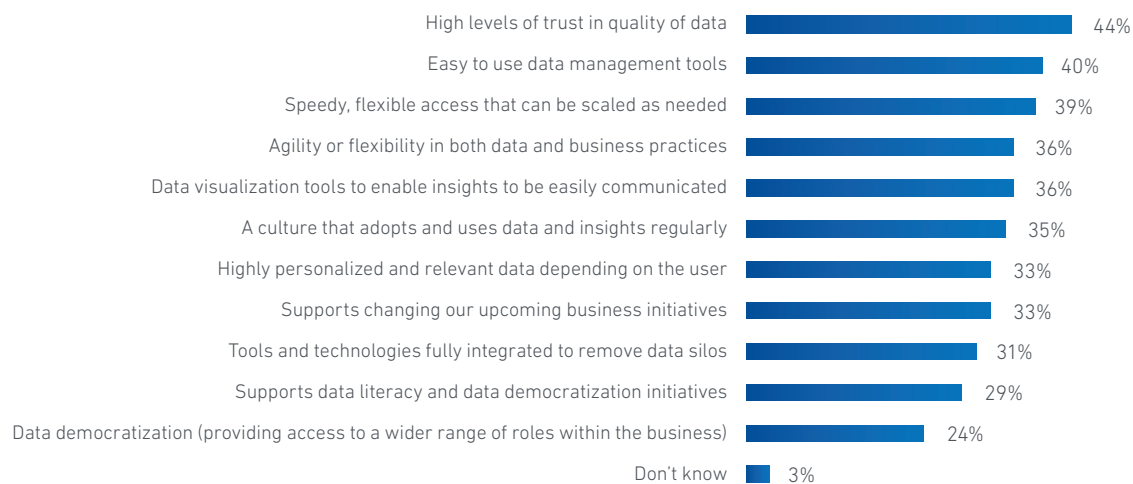 High levels of trust in quality of data 44%
Easy to use data management tools 40%
Speedy, flexible access that can be scaled as needed 39%
Agility or flexibility in both data and business practices 36%
Data visualization tools to enable insights to be easily communicated 36%
A culture that adopts and uses data and insights regularly 35%
Highly personalized and relevant data depending on the user 33%
Supports changing our upcoming business initiatives 33%
Tools and technologies fully integrated to remove data silos 31%
Supports data literacy and data democratization initiatives 29%
Data democratization (providing access to a wider range of roles within the business) 24%
Don’t know 3%